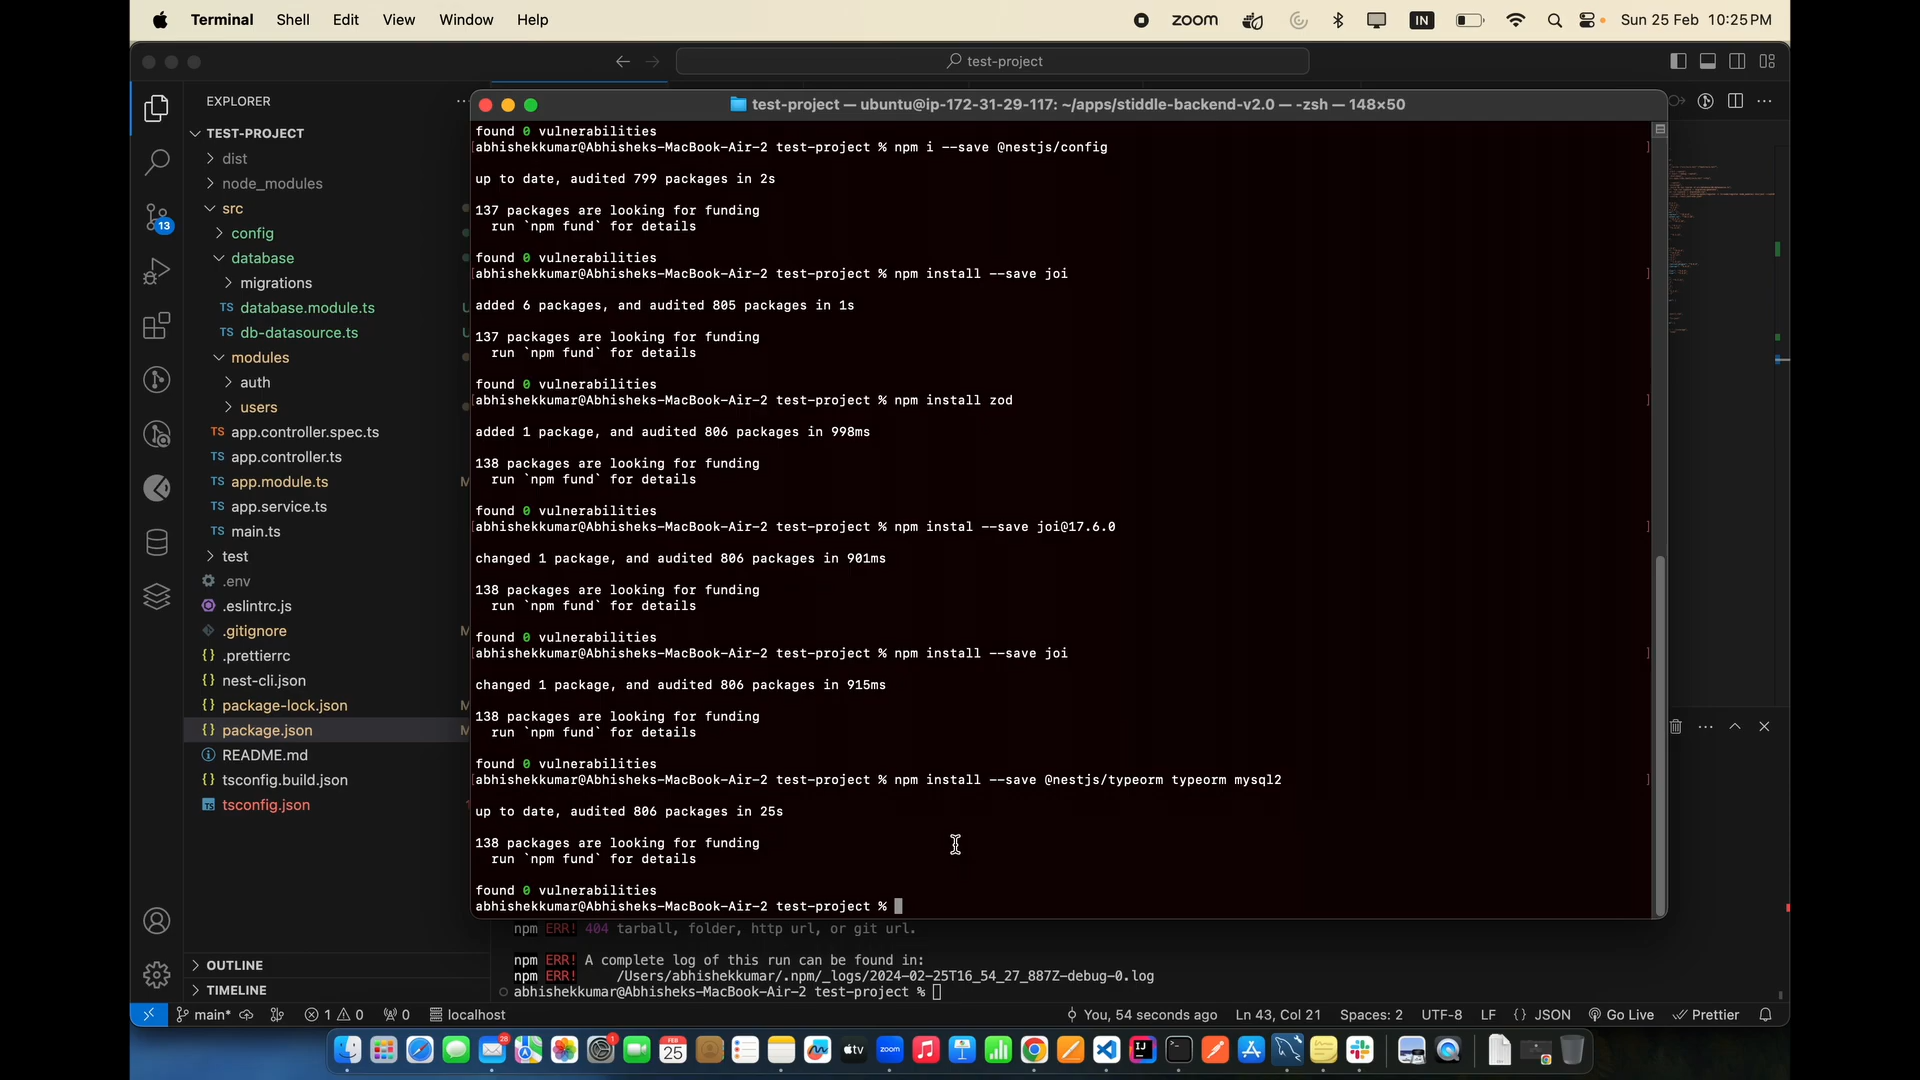 Terminal Shell Edit View Window Help zoom IN Sun 25 Feb 10:25 PM
test-project
EXPLORER
test-project — ubuntu@ip-172-31-29-117: ~/apps/stiddle-backend-v2.0 — -zsh — 148×50
TEST-PROJECT
dist
node_modules
src
config
database
migrations
TS database.module.ts U
TS db-datasource.ts U
modules
auth
users
TS app.controller.spec.ts
TS app.controller.ts
TS app.module.ts M
TS app.service.ts
TS main.ts
test
.env
.eslintrc.js
.gitignore M
{} .prettierrc
{} nest-cli.json
{} package-lock.json M
{} package.json M
README.md
{} tsconfig.build.json
TS tsconfig.json 1
OUTLINE
TIMELINE
13
found 0 vulnerabilities
[abhishekkumar@Abhisheks-MacBook-Air-2 test-project % npm i --save @nestjs/config ]
up to date, audited 799 packages in 2s
137 packages are looking for funding
run `npm fund` for details
found 0 vulnerabilities
[abhishekkumar@Abhisheks-MacBook-Air-2 test-project % npm install --save joi ]
added 6 packages, and audited 805 packages in 1s
137 packages are looking for funding
run `npm fund` for details
found 0 vulnerabilities
[abhishekkumar@Abhisheks-MacBook-Air-2 test-project % npm install zod ]
added 1 package, and audited 806 packages in 998ms
138 packages are looking for funding
run `npm fund` for details
found 0 vulnerabilities
[abhishekkumar@Abhisheks-MacBook-Air-2 test-project % npm instal --save joi@17.6.0 ]
changed 1 package, and audited 806 packages in 901ms
138 packages are looking for funding
run `npm fund` for details
found 0 vulnerabilities
[abhishekkumar@Abhisheks-MacBook-Air-2 test-project % npm install --save joi ]
changed 1 package, and audited 806 packages in 915ms
138 packages are looking for funding
run `npm fund` for details
found 0 vulnerabilities
[abhishekkumar@Abhisheks-MacBook-Air-2 test-project % npm install --save @nestjs/typeorm typeorm mysql2 ]
up to date, audited 806 packages in 25s
138 packages are looking for funding
run `npm fund` for details
found 0 vulnerabilities
abhishekkumar@Abhisheks-MacBook-Air-2 test-project %
npm ERR! 404 tarball, folder, http url, or git url.
npm ERR! A complete log of this run can be found in:
npm ERR! /Users/abhishekkumar/.npm/_logs/2024-02-25T16_54_27_887Z-debug-0.log
abhishekkumar@Abhisheks-MacBook-Air-2 test-project %
main* 1 0 0 localhost You, 54 seconds ago Ln 43, Col 21 Spaces: 2 UTF-8 LF {} JSON Go Live Prettier
28 FEB 25 tv zoom 1